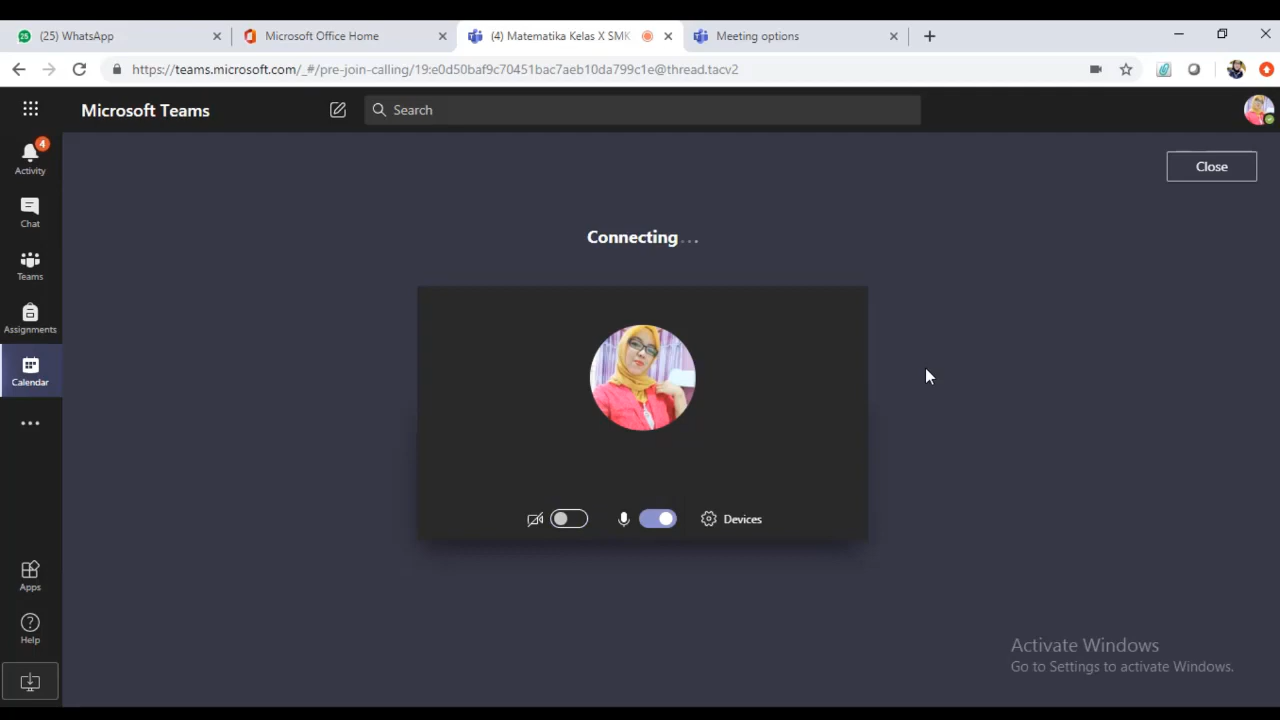 (25) WhatsApp
Microsoft Office Home
(4) Matematika Kelas X SMK
Meeting options
https://teams.microsoft.com/_#/pre-join-calling/19:e0d50baf9c70451bac7aeb10da799c1e@thread.tacv2
Microsoft Teams
Search
4
Activity
Chat
Teams
Assignments
Calendar
Apps
Help
Close
Connecting...
Devices
Activate Windows
Go to Settings to activate Windows.